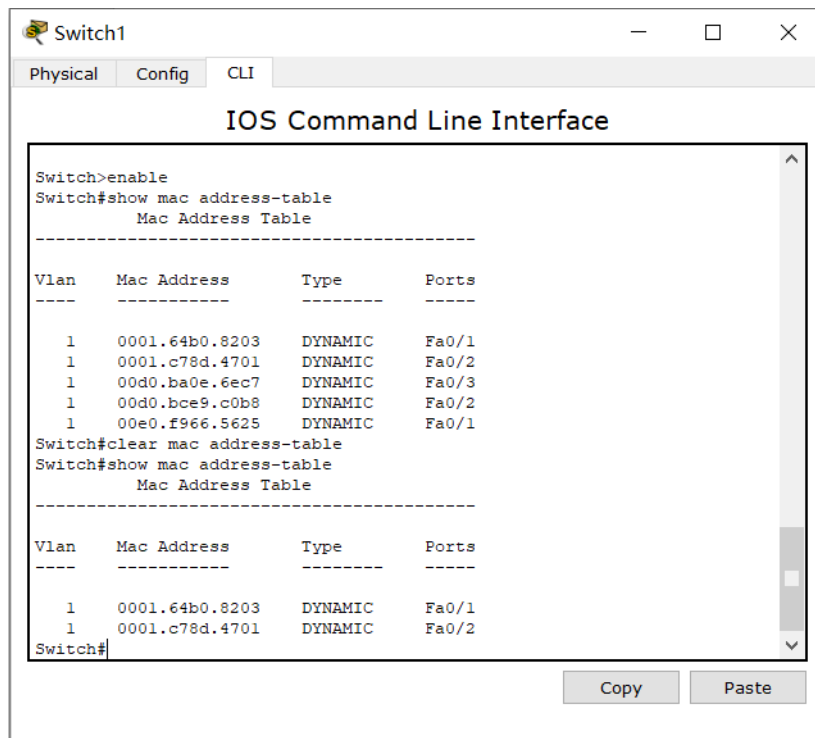 Switch1
Physical Config CLI
IOS Command Line Interface
Switch>enable
Switch#show mac address-table
Mac Address Table
-------------------------------------------
Vlan Mac Address Type Ports
---- ----------- -------- -----
1 0001.64b0.8203 DYNAMIC Fa0/1
1 0001.c78d.4701 DYNAMIC Fa0/2
1 00d0.ba0e.6ec7 DYNAMIC Fa0/3
1 00d0.bce9.c0b8 DYNAMIC Fa0/2
1 00e0.f966.5625 DYNAMIC Fa0/1
Switch#clear mac address-table
Switch#show mac address-table
Mac Address Table
-------------------------------------------
Vlan Mac Address Type Ports
---- ----------- -------- -----
1 0001.64b0.8203 DYNAMIC Fa0/1
1 0001.c78d.4701 DYNAMIC Fa0/2
Switch#
Copy Paste